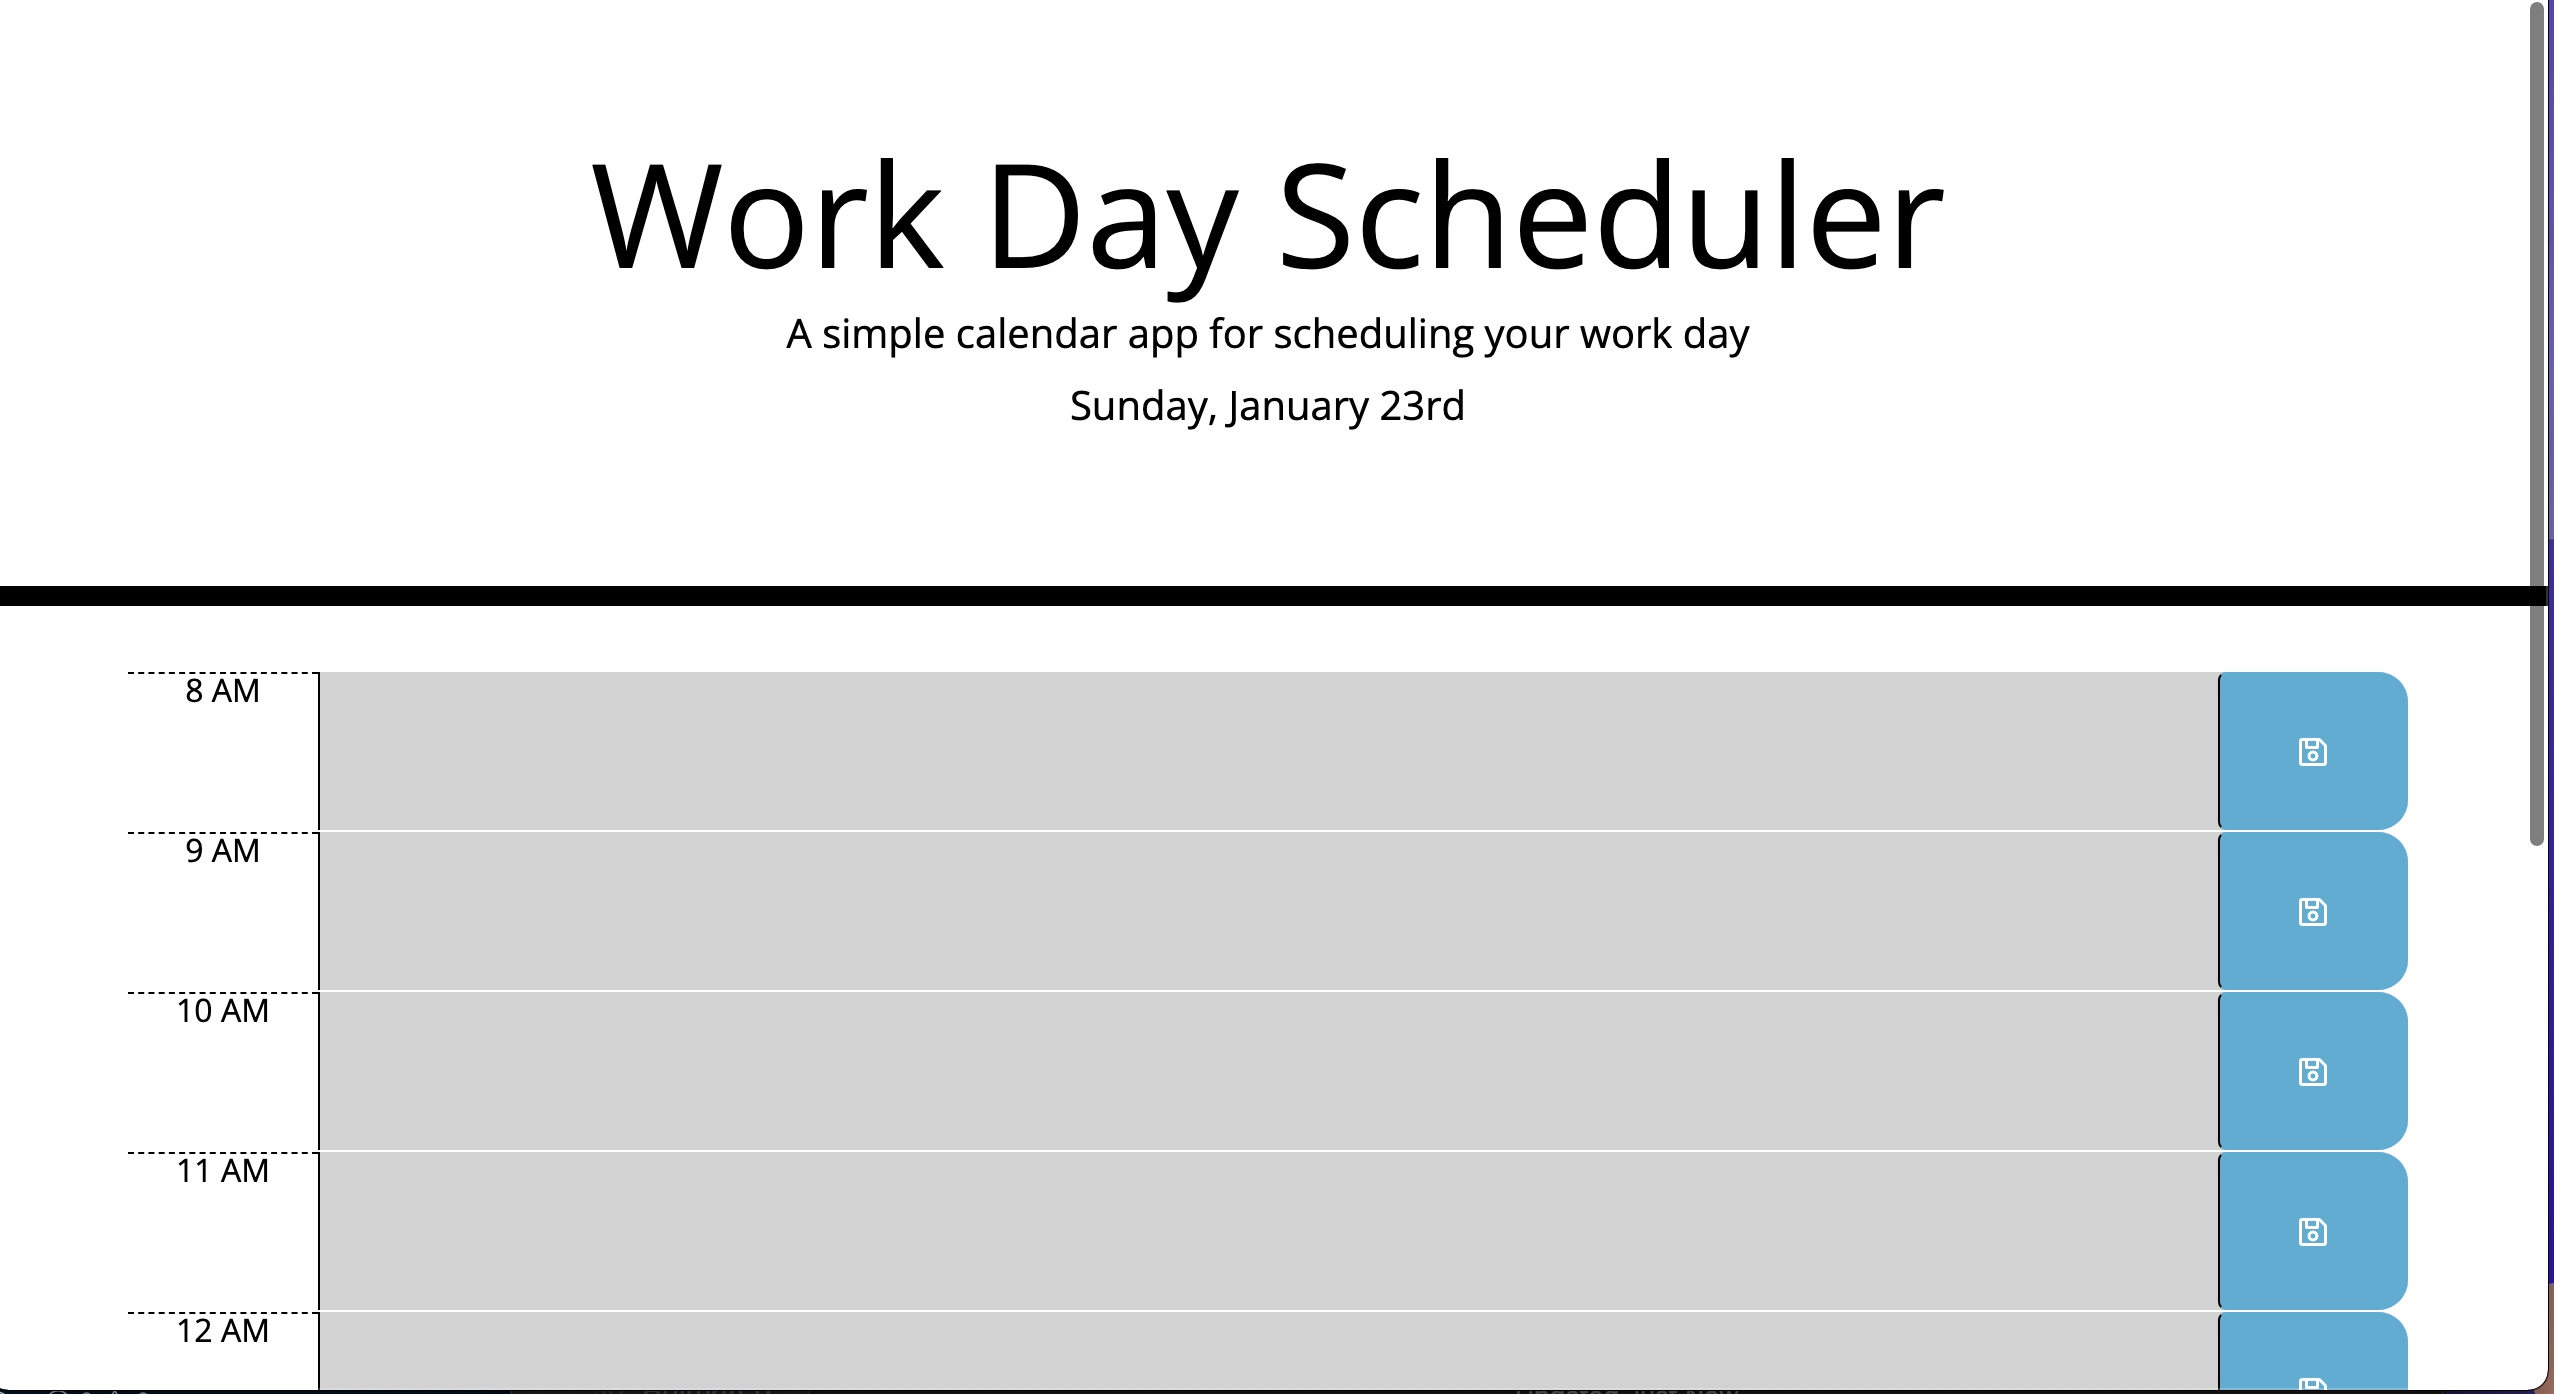 Work Day Scheduler
A simple calendar app for scheduling your work day
Sunday, January 23rd
8 AM
9 AM
10 AM
11 AM
12 AM